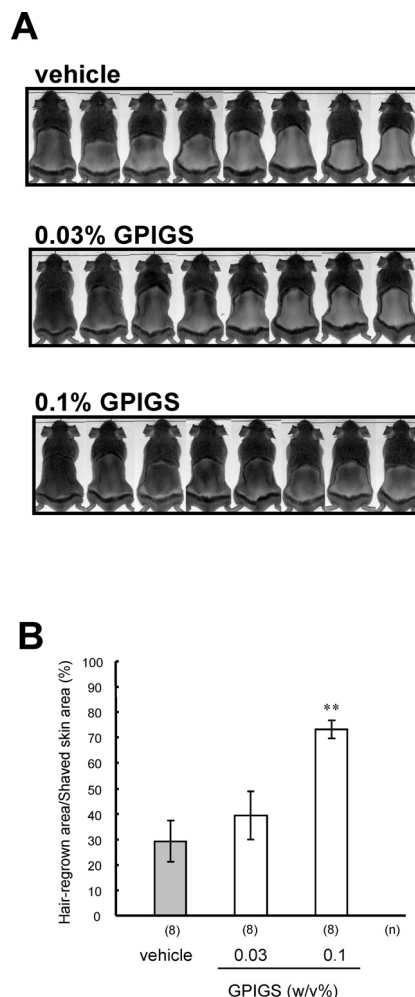 A
vehicle
0.03% GPIGS
0.1% GPIGS
B
Hair-regrown area/Shaved skin area (%)
100
90
80
70
60
50
40
30
20
10
0
**
(8) (8) (8) (n)
vehicle 0.03 0.1
GPIGS (w/v%)